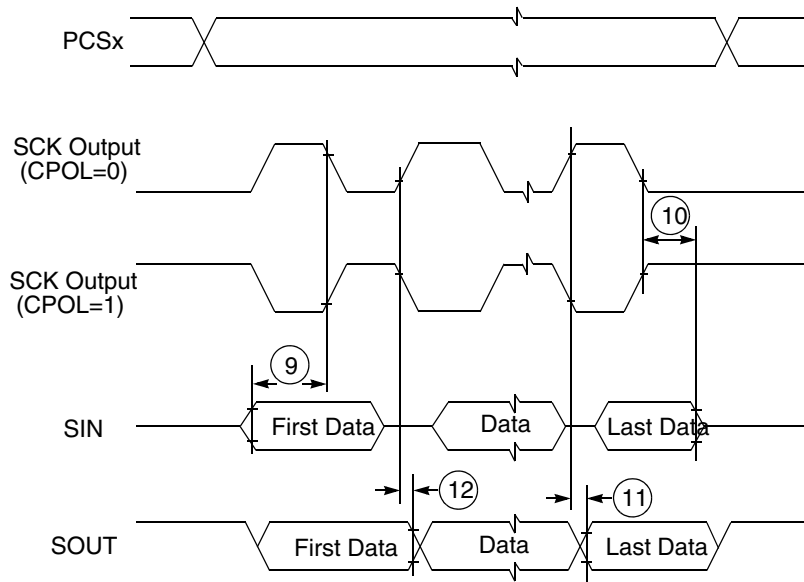 PCSx
SCK Output
(CPOL=0)
10
SCK Output
(CPOL=1)
9
SIN
First Data
Data
Last Data
12
11
SOUT
First Data
Data
Last Data